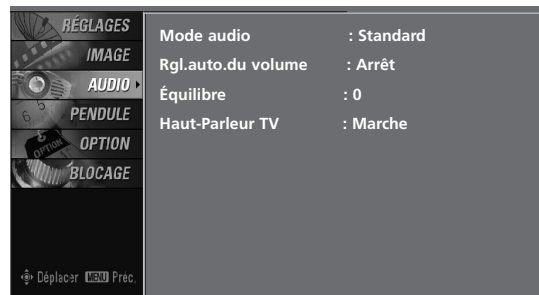 RÉGLAGES
IMAGE
AUDIO
PENDULE
OPTION
BLOCAGE
Déplacer MENU Préc.
Mode audio : Standard
Rgl.auto.du volume : Arrêt
Équilibre : 0
Haut-Parleur TV : Marche